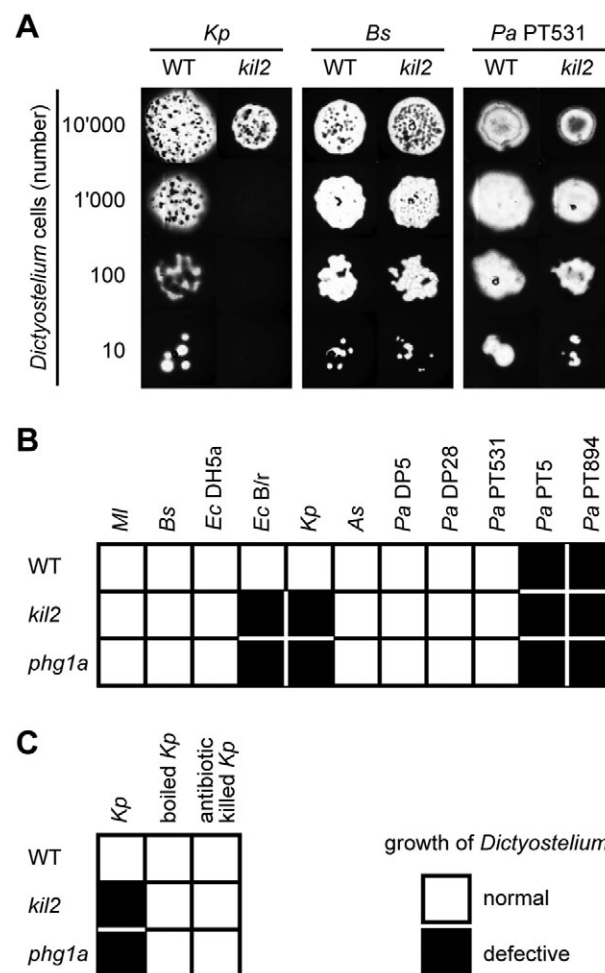 A
Kp Bs Pa PT531
WT kil2 WT kil2 WT kil2
Dictyostelium cells (number)
10'000
1'000
100
10
B
Ml Bs Ec DH5a Ec B/r Kp As Pa DP5 Pa DP28 Pa PT531 Pa PT5 Pa PT894
WT
kil2
phg1a
C
Kp boiled Kp antibiotic killed Kp
WT
kil2
phg1a
growth of Dictyostelium
normal
defective